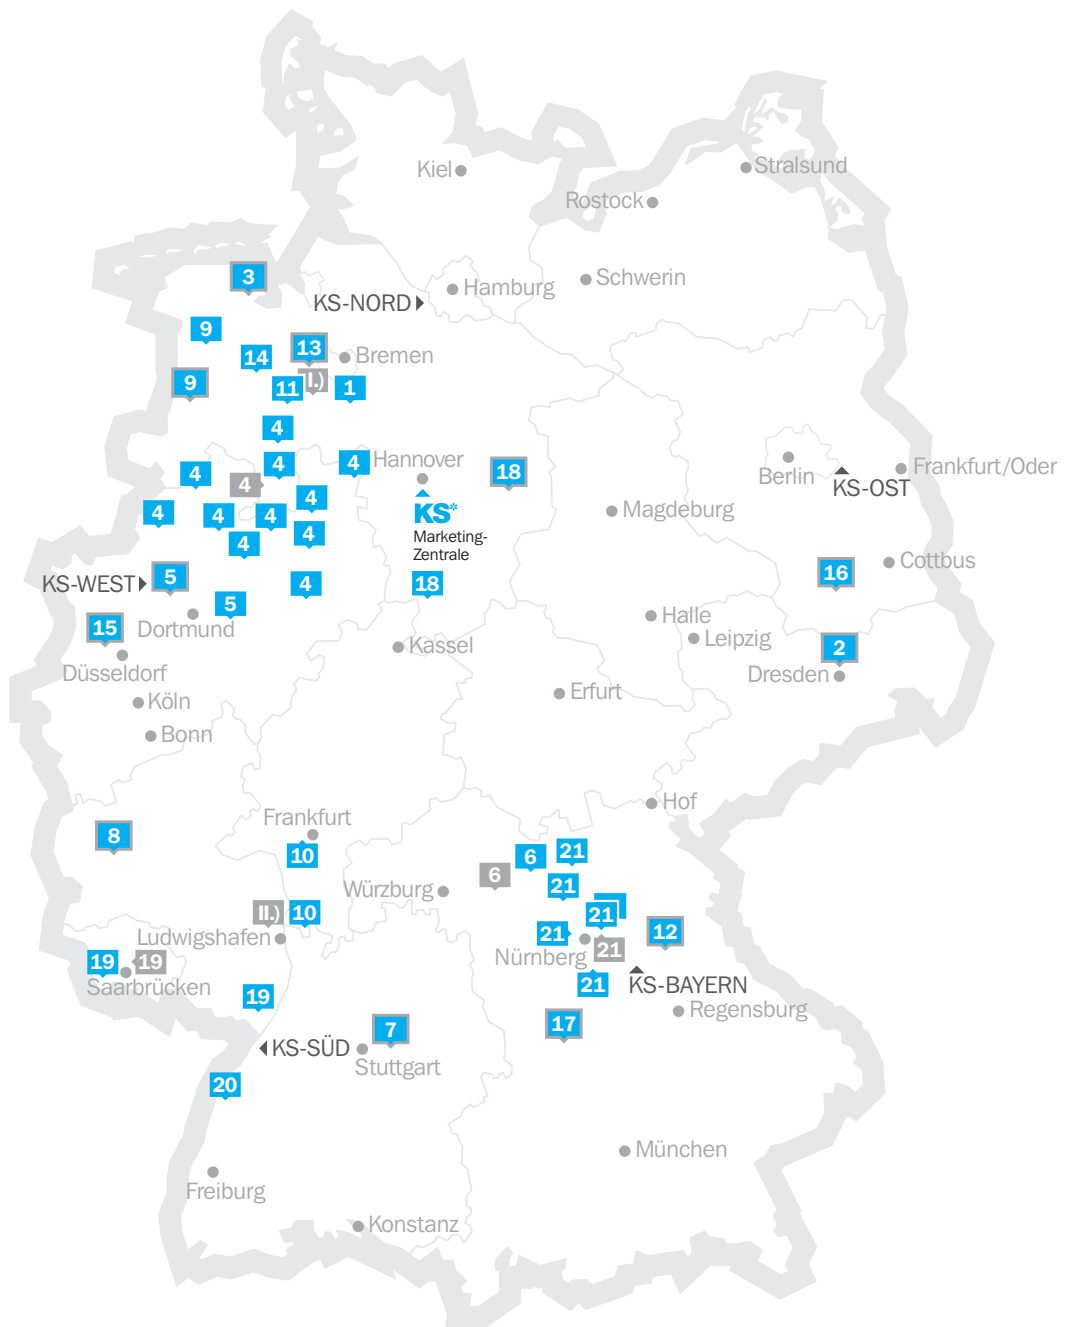 Kiel
Stralsund
Rostock
3
Schwerin
Hamburg
KS-NORD
9
13
14
Bremen
I.)
9
11
1
4
4
4
Hannover
18
4
4
Berlin
Frankfurt/Oder
KS-OST
4
4
4
4
KS*
Magdeburg
4
4
Marketing-
Zentrale
Cottbus
16
KS-WEST
5
4
18
5
Halle
15
Dortmund
Leipzig
2
Kassel
Düsseldorf
Dresden
Erfurt
Köln
Bonn
Hof
Frankfurt
8
10
6
21
6
21
Würzburg
II.)
10
21
12
Ludwigshafen
21
21
Nürnberg
19
19
Saarbrücken
21
KS-BAYERN
19
Regensburg
17
7
KS-SÜD
Stuttgart
20
München
Freiburg
Konstanz